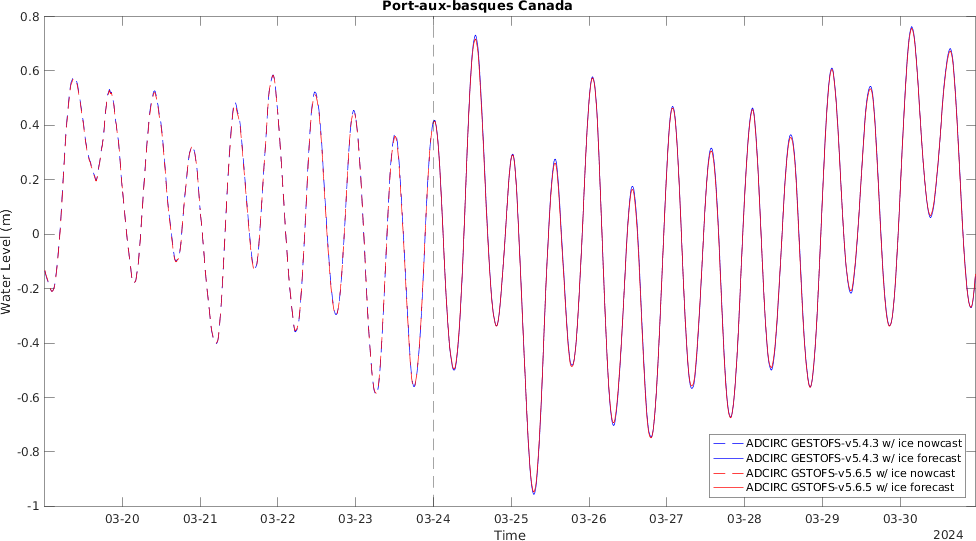 Port-aux-basques Canada
0.8
0.6
0.4
0.2
0
-0.2
-0.4
-0.6
-0.8
-1
Water Level (m)
ADCIRC GESTOFS-v5.4.3 w/ ice nowcast
ADCIRC GESTOFS-v5.4.3 w/ ice forecast
ADCIRC GSTOFS-v5.6.5 w/ ice nowcast
ADCIRC GSTOFS-v5.6.5 w/ ice forecast
03-20 03-21 03-22 03-23 03-24 03-25 03-26 03-27 03-28 03-29 03-30
Time
2024